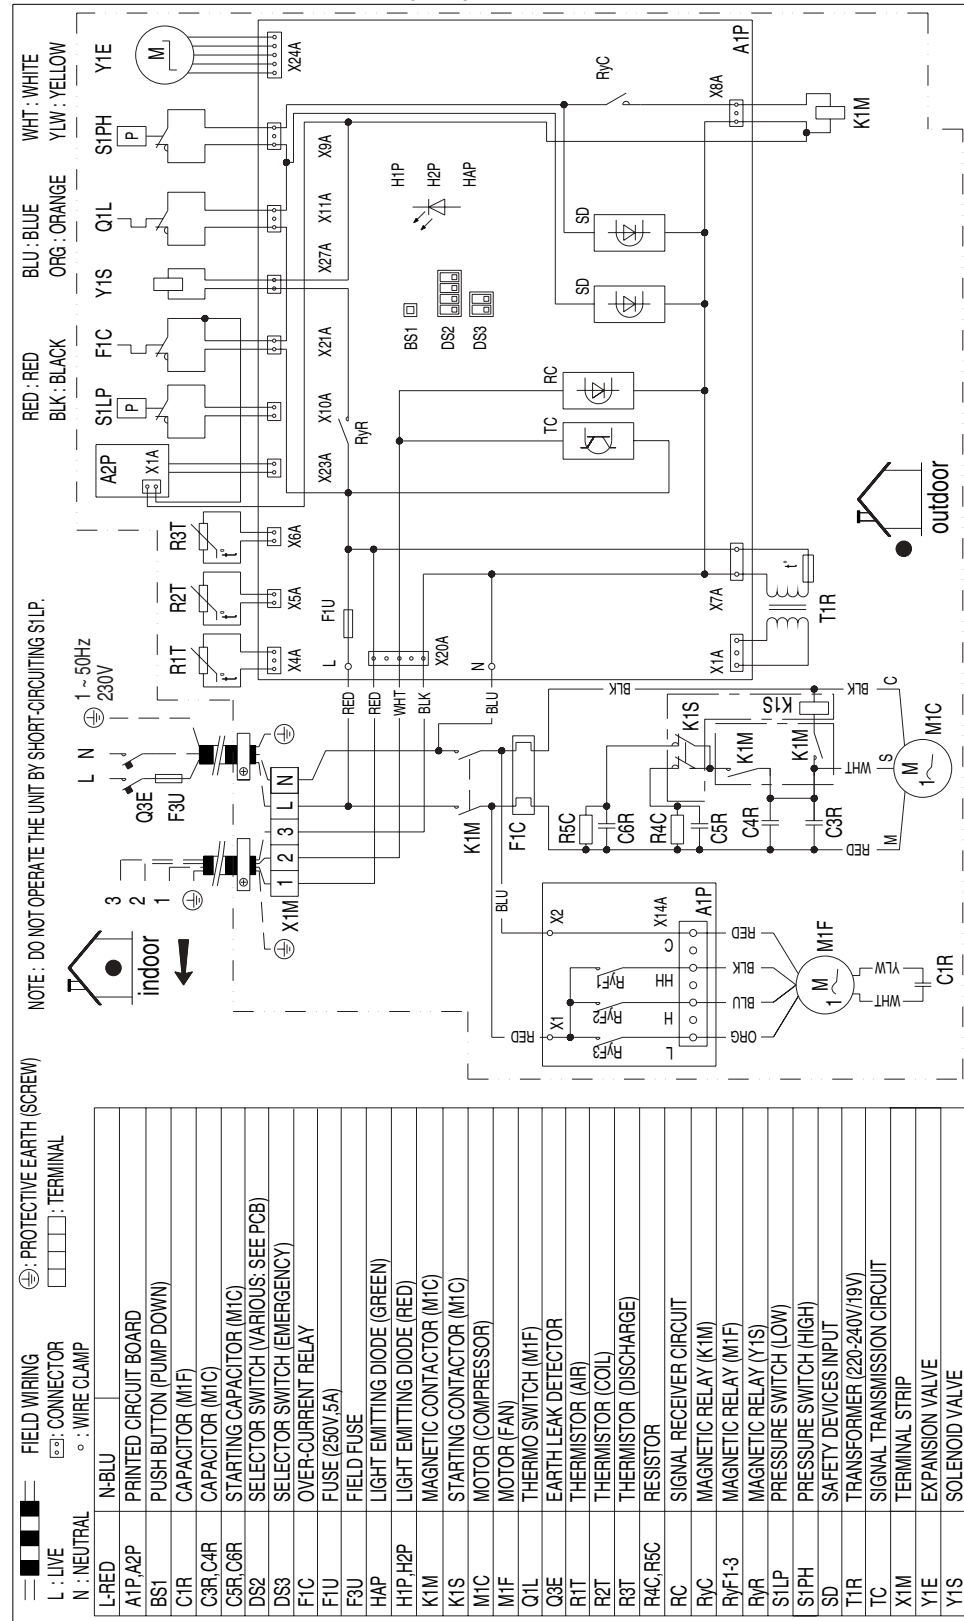 FIELD WIRING
: PROTECTIVE EARTH (SCREW)
L : LIVE
: CONNECTOR
: TERMINAL
N : NEUTRAL
: WIRE CLAMP
NOTE : DO NOT OPERATE THE UNIT BY SHORT-CIRCUITING S1LP.
RED : RED
BLU : BLUE
WHT : WHITE
BLK : BLACK
ORG : ORANGE
YLW : YELLOW
L-RED N-BLU
A1P,A2P PRINTED CIRCUIT BOARD
BS1 PUSH BUTTON (PUMP DOWN)
C1R CAPACITOR (M1F)
C3R,C4R CAPACITOR (M1C)
C5R,C6R STARTING CAPACITOR (M1C)
DS2 SELECTOR SWITCH (VARIOUS: SEE PCB)
DS3 SELECTOR SWITCH (EMERGENCY)
F1C OVER-CURRENT RELAY
F1U FUSE (250V,5A)
F3U FIELD FUSE
HAP LIGHT EMITTING DIODE (GREEN)
H1P,H2P LIGHT EMITTING DIODE (RED)
K1M MAGNETIC CONTACTOR (M1C)
K1S STARTING CONTACTOR (M1C)
M1C MOTOR (COMPRESSOR)
M1F MOTOR (FAN)
Q1L THERMO SWITCH (M1F)
Q3E EARTH LEAK DETECTOR
R1T THERMISTOR (AIR)
R2T THERMISTOR (COIL)
R3T THERMISTOR (DISCHARGE)
R4C,R5C RESISTOR
RC SIGNAL RECEIVER CIRCUIT
RyC MAGNETIC RELAY (K1M)
RyF1-3 MAGNETIC RELAY (M1F)
RyR MAGNETIC RELAY (Y1S)
S1LP PRESSURE SWITCH (LOW)
S1PH PRESSURE SWITCH (HIGH)
SD SAFETY DEVICES INPUT
T1R TRANSFORMER (220-240V/19V)
TC SIGNAL TRANSMISSION CIRCUIT
X1M TERMINAL STRIP
Y1E EXPANSION VALVE
Y1S SOLENOID VALVE
indoor
3
2
1
L N
1 ~ 50Hz
230V
Q3E
F3U
X1M
1 2 3 L N
R1T R2T R3T
t° t° t°
A2P
X1A
S1LP F1C Y1S Q1L S1PH Y1E
P P M
X4A X5A X6A X23A X10A X21A X27A X11A X9A X24A
L
F1U
RyR
RED
RED
WHT
BLK
BLU
N
X20A
BS1
DS2
DS3
H1P
H2P
HAP
TC
RC
SD
SD
RyC
A1P
X1A
X7A
X8A
K1M
T1R
t°
outdoor
K1M
F1C
BLU
RED
BLK
R5C
C6R
R4C
C5R
C4R
C3R
K1S
K1M
K1S
K1M
RED
WHT
BLK
M
S
C
M
1
M1C
X1
X2
RyF3
RyF2
RyF1
X14A
A1P
L
H
HH
C
ORG
BLU
BLK
RED
M
1
M1F
WHT
YLW
C1R